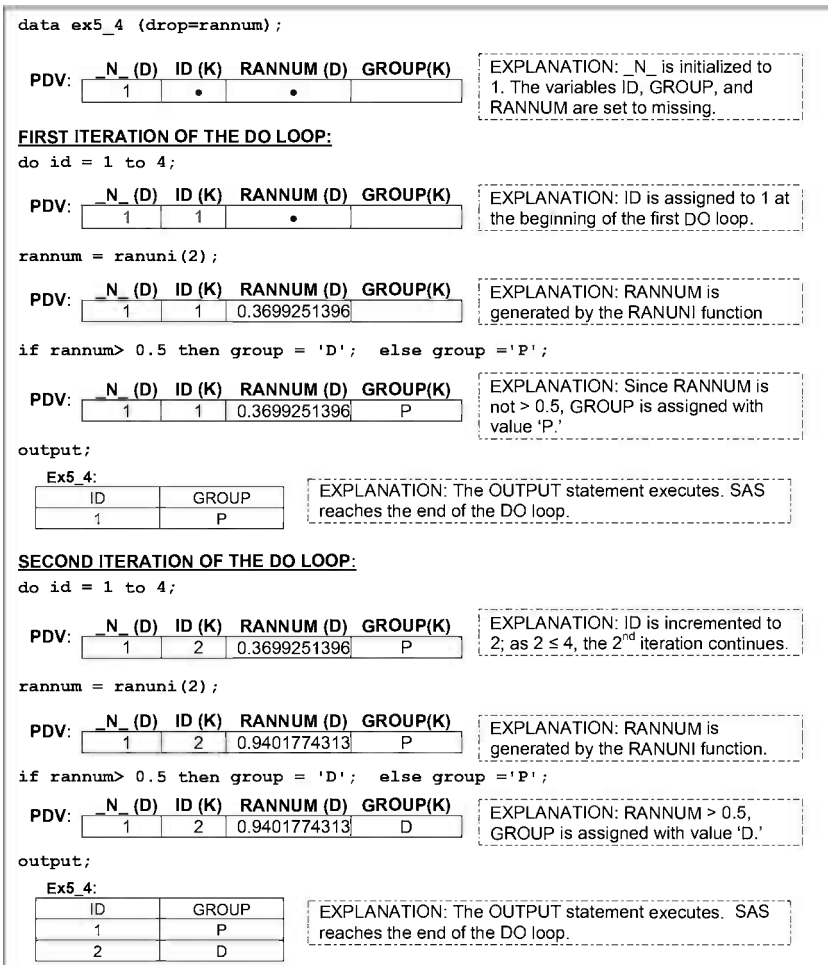 data ex5_4 (drop=rannum);
PDV: _N_ (D) ID (K) RANNUM (D) GROUP(K)
1 • •
EXPLANATION: _N_ is initialized to
1. The variables ID, GROUP, and
RANNUM are set to missing.
FIRST ITERATION OF THE DO LOOP:
do id = 1 to 4;
PDV: _N_ (D) ID (K) RANNUM (D) GROUP(K)
1 1 •
EXPLANATION: ID is assigned to 1 at
the beginning of the first DO loop.
rannum = ranuni(2);
PDV: _N_ (D) ID (K) RANNUM (D) GROUP(K)
1 1 0.3699251396
EXPLANATION: RANNUM is
generated by the RANUNI function
if rannum> 0.5 then group = 'D'; else group ='P';
PDV: _N_ (D) ID (K) RANNUM (D) GROUP(K)
1 1 0.3699251396 P
EXPLANATION: Since RANNUM is
not > 0.5, GROUP is assigned with
value 'P.'
output;
Ex5_4:
ID GROUP
1 P
EXPLANATION: The OUTPUT statement executes. SAS
reaches the end of the DO loop.
SECOND ITERATION OF THE DO LOOP:
do id = 1 to 4;
PDV: _N_ (D) ID (K) RANNUM (D) GROUP(K)
1 2 0.3699251396 P
EXPLANATION: ID is incremented to
2; as 2 ≤ 4, the 2nd iteration continues.
rannum = ranuni(2);
PDV: _N_ (D) ID (K) RANNUM (D) GROUP(K)
1 2 0.9401774313 P
EXPLANATION: RANNUM is
generated by the RANUNI function.
if rannum> 0.5 then group = 'D'; else group ='P';
PDV: _N_ (D) ID (K) RANNUM (D) GROUP(K)
1 2 0.9401774313 D
EXPLANATION: RANNUM > 0.5,
GROUP is assigned with value 'D.'
output;
Ex5_4:
ID GROUP
1 P
2 D
EXPLANATION: The OUTPUT statement executes. SAS
reaches the end of the DO loop.